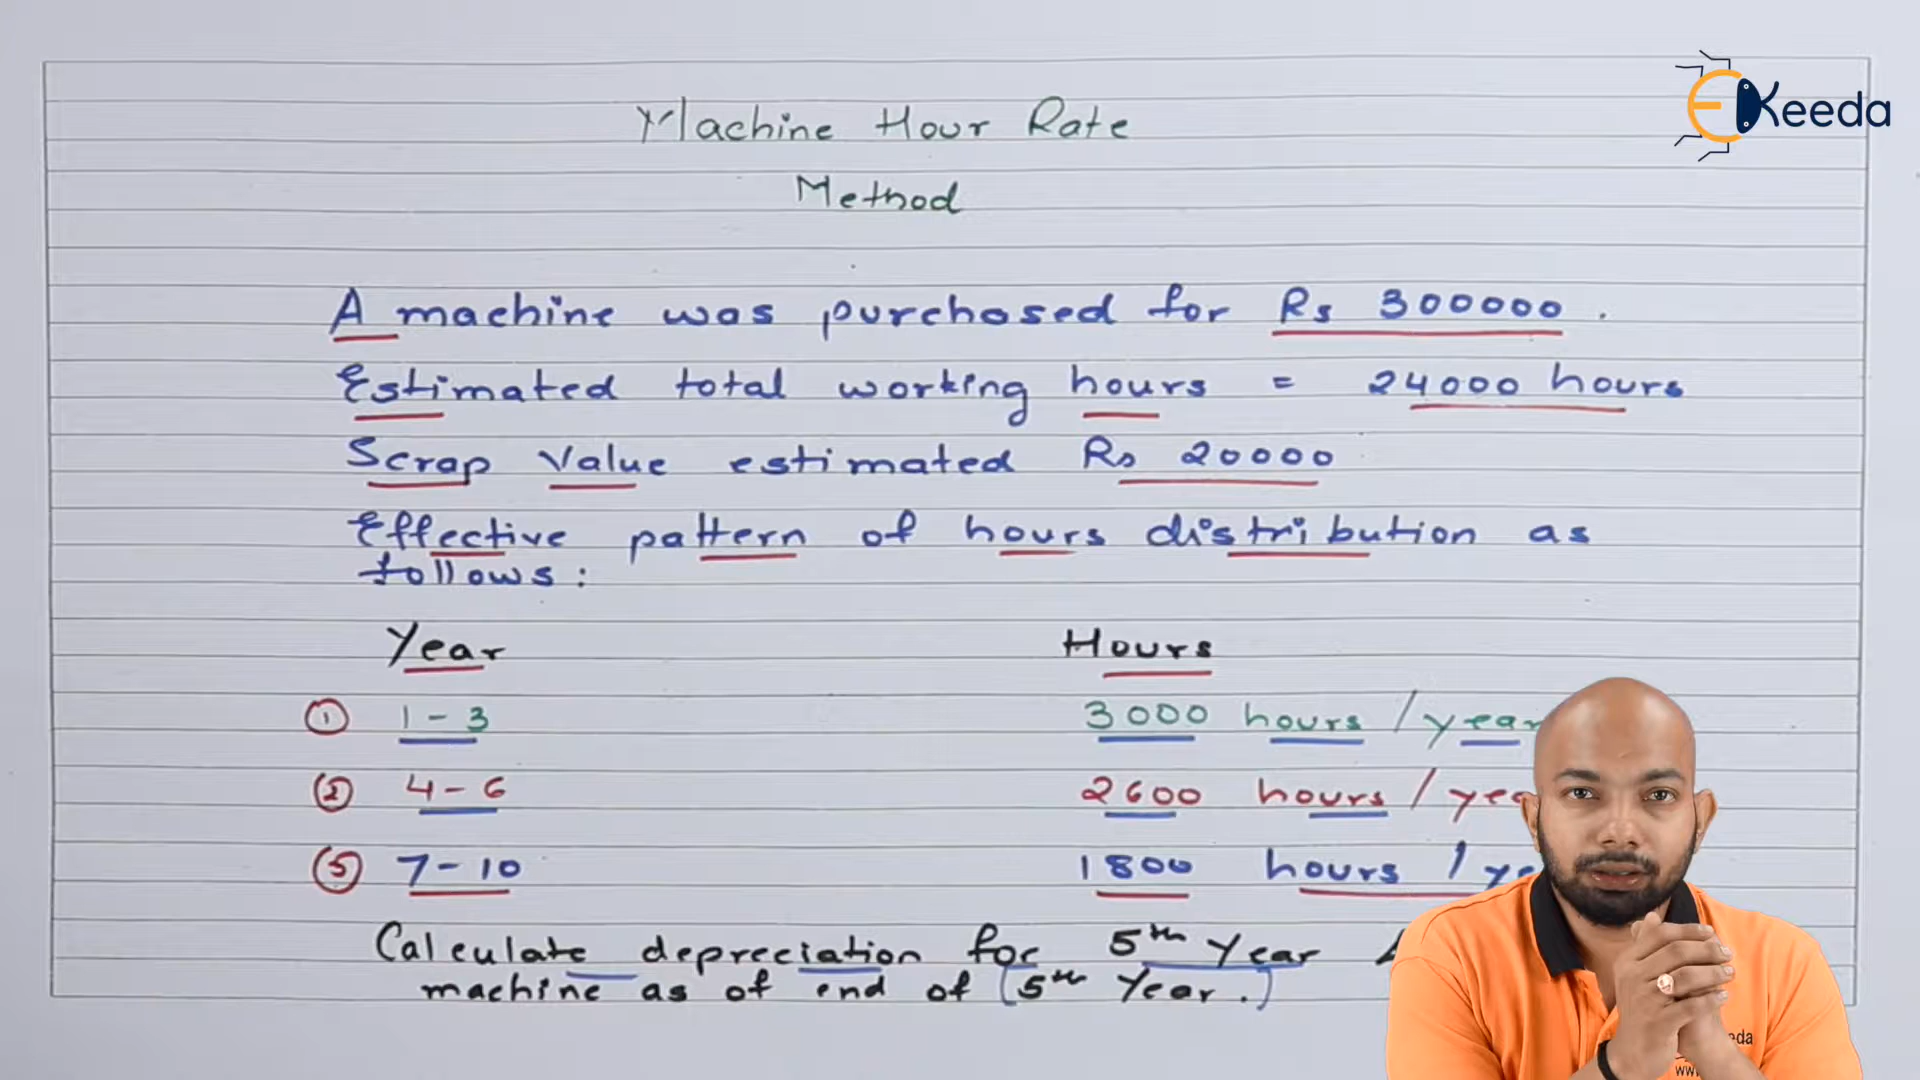 EKeeda
Machine Hour Rate
Method
A machine was purchased for Rs 300000.
Estimated total working hours = 24000 hours
Scrap Value estimated Rs 20000
Effective pattern of hours distribution as
follows:
Year Hours
① 1-3 3000 hours / year
② 4-6 2600 hours /
⑤ 7-10 1800 hours /
Calculate depreciation for 5th Year
machine as of end of (5th Year.)